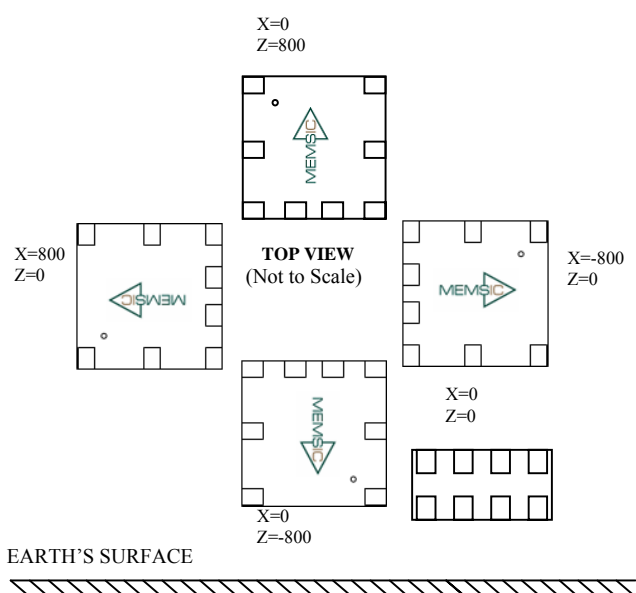 X=0
Z=800
MEMSIC
X=800
Z=0
MEMSIC
TOP VIEW
(Not to Scale)
MEMSIC
X=-800
Z=0
MEMSIC
X=0
Z=0
X=0
Z=-800
EARTH'S SURFACE